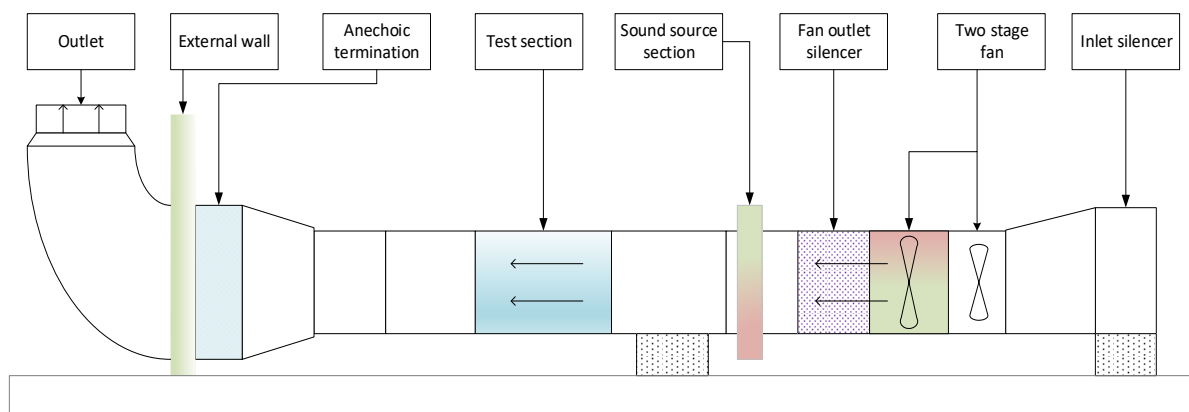 Outlet
External wall
Anechoic
termination
Test section
Sound source
section
Fan outlet
silencer
Two stage
fan
Inlet silencer